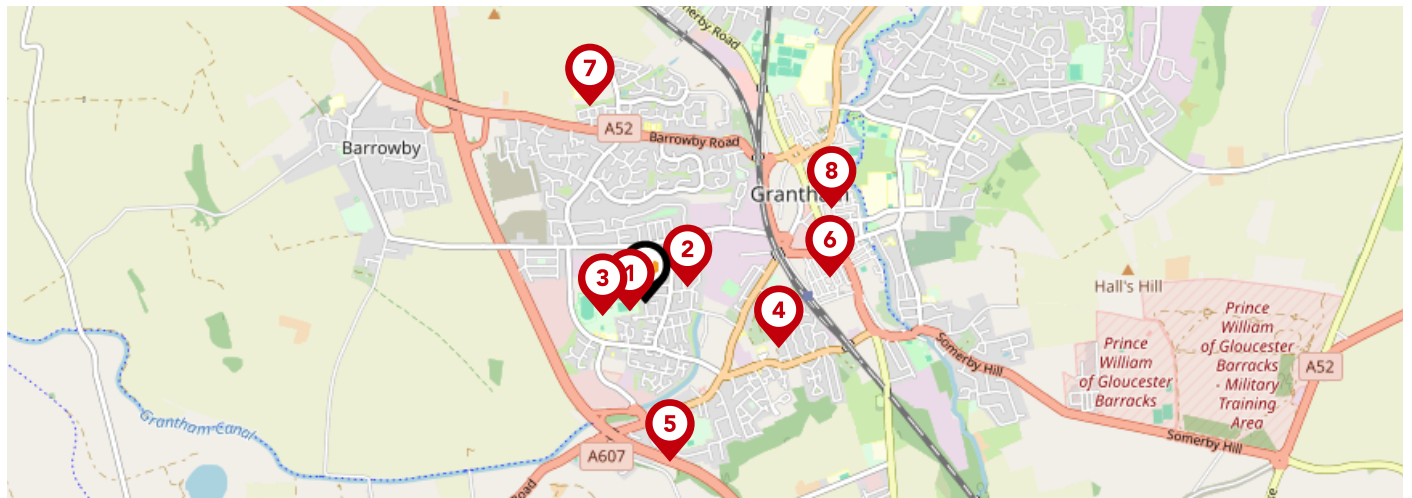 nerby Road
7
A52
Barrowby Road
Barrowby
8
Grantham
6
2
1
3
4
Hall's Hill
Prince
William
of Gloucester
Barracks
- Military
Training
Area
Prince
William
of Gloucester
Barracks
A52
Somerby Hill
Grantham Canal
5
A607
Somerby Hill
Road